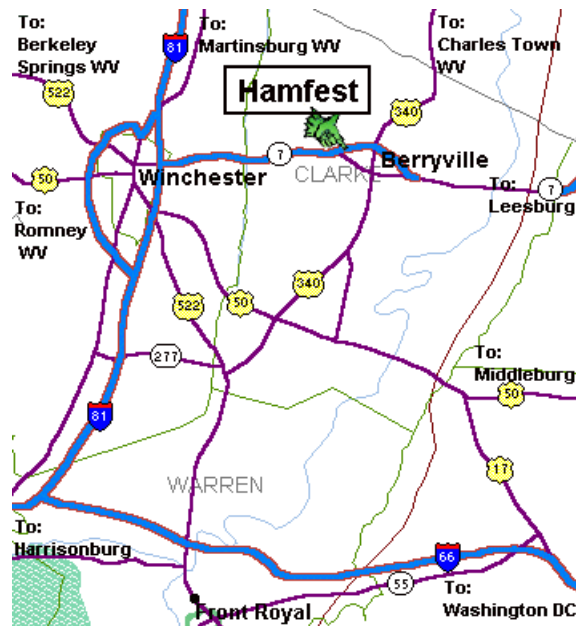 To:
Berkeley
Springs WV
81
To:
Martinsburg WV
To:
Charles Town
WV
522
Hamfest
340
7
Berryville
CLARKE
50
Winchester
To:
Leesburg
7
To:
Romney
WV
522
50
340
277
To:
Middleburg
50
81
17
WARREN
To:
Harrisonburg
66
55
To:
Washington DC
Front Royal